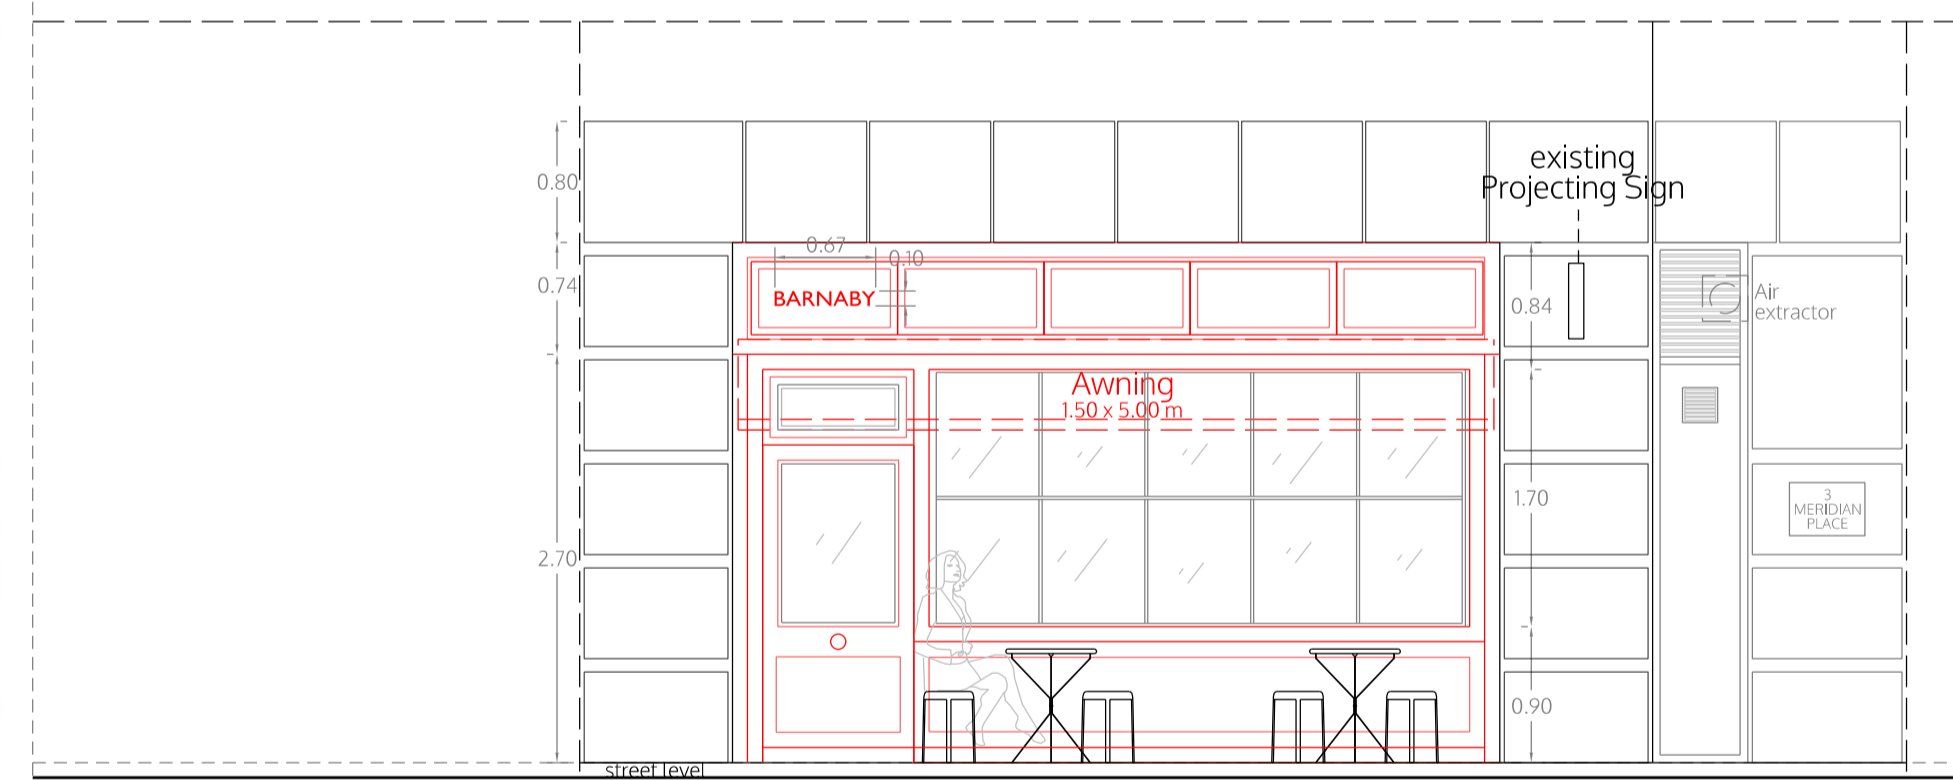 existing
Projecting Sign
0.80
0.67
0.10
0.74
BARNABY
0.84
Air
extractor
Awning
1.50 x 5.00 m
1.70
3
MERIDIAN
PLACE
2.70
0.90
street level